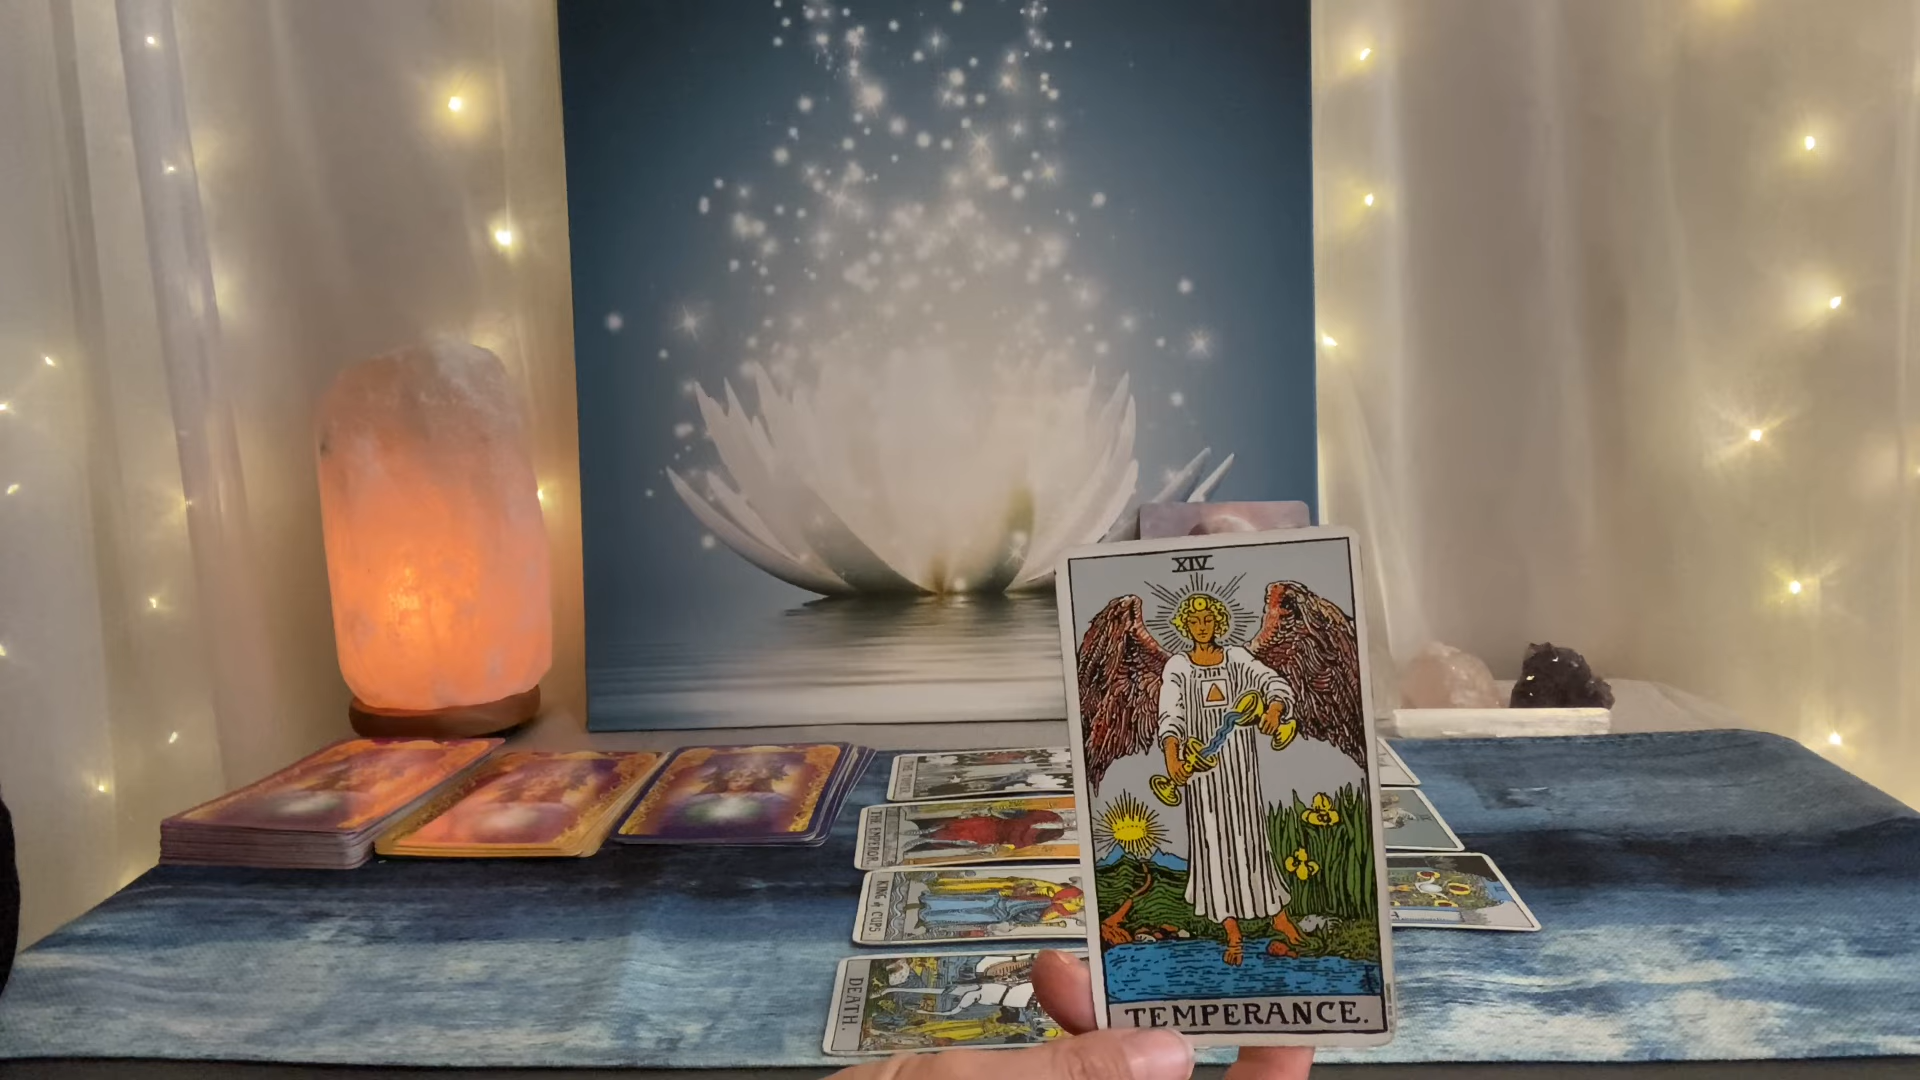 XIV
TEMPERANCE.
THE EMPEROR.
KING of CUPS.
DEATH.